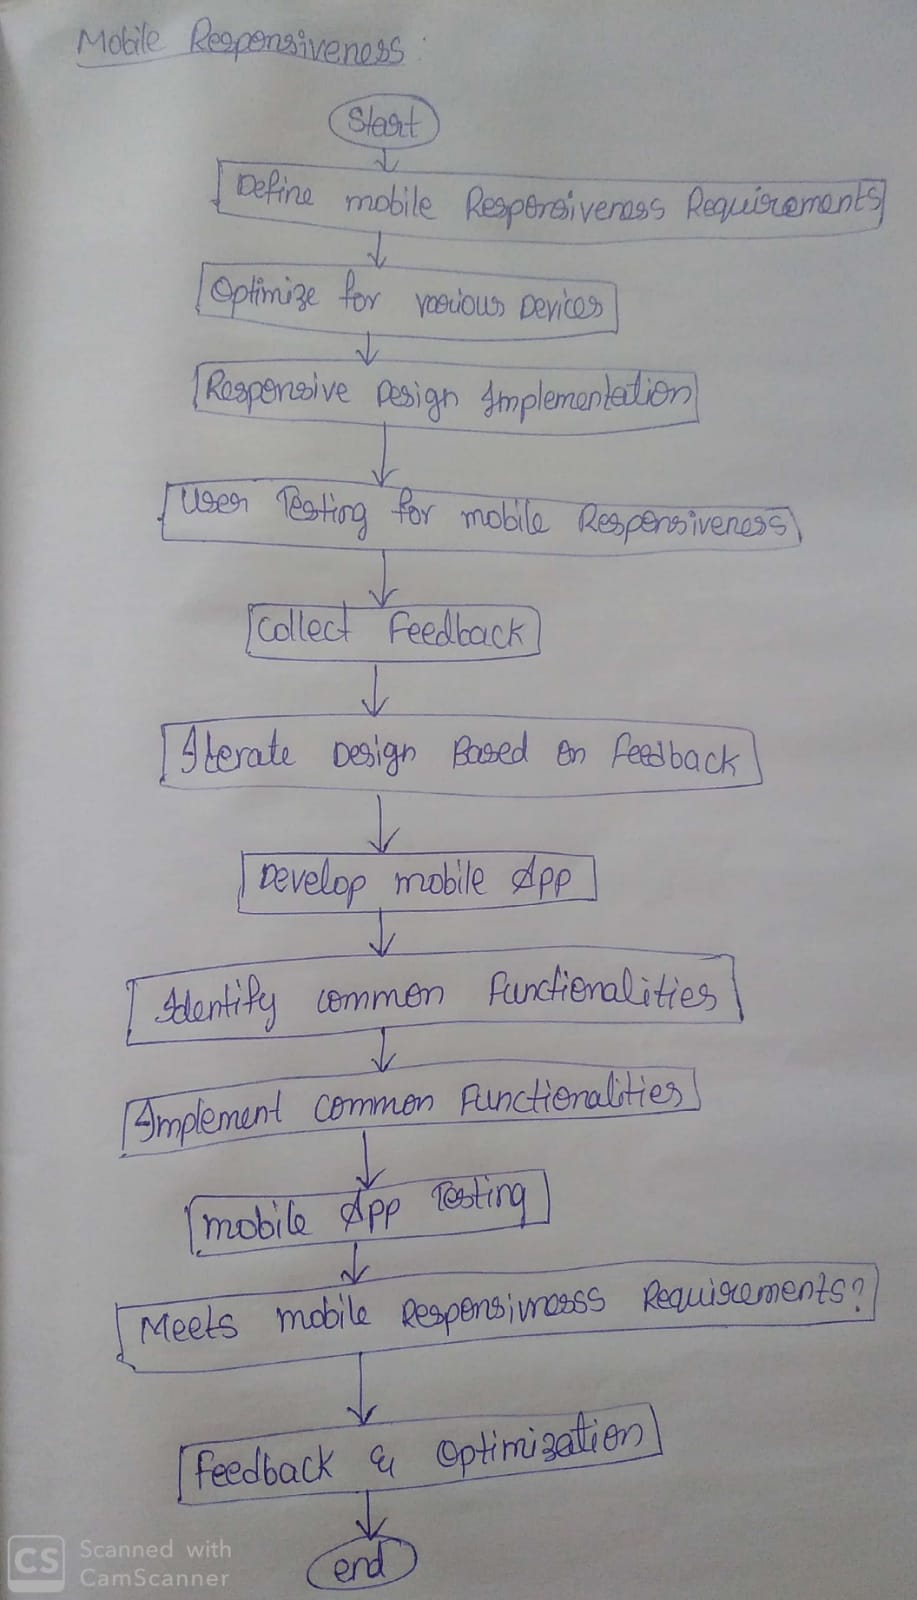 Mobile Responsiveness :
Start
Define mobile Responsiveness Requirements
Optimize for various Devices
Responsive Design Implementation
User Testing for mobile Responsiveness
Collect Feedback
Iterate Design Based on Feedback
Develop mobile App
Identify common Functionalities
Implement common Functionalities
mobile App Testing
Meets mobile Responsivnesss Requirements?
Feedback & Optimization
end
CS Scanned with
CamScanner